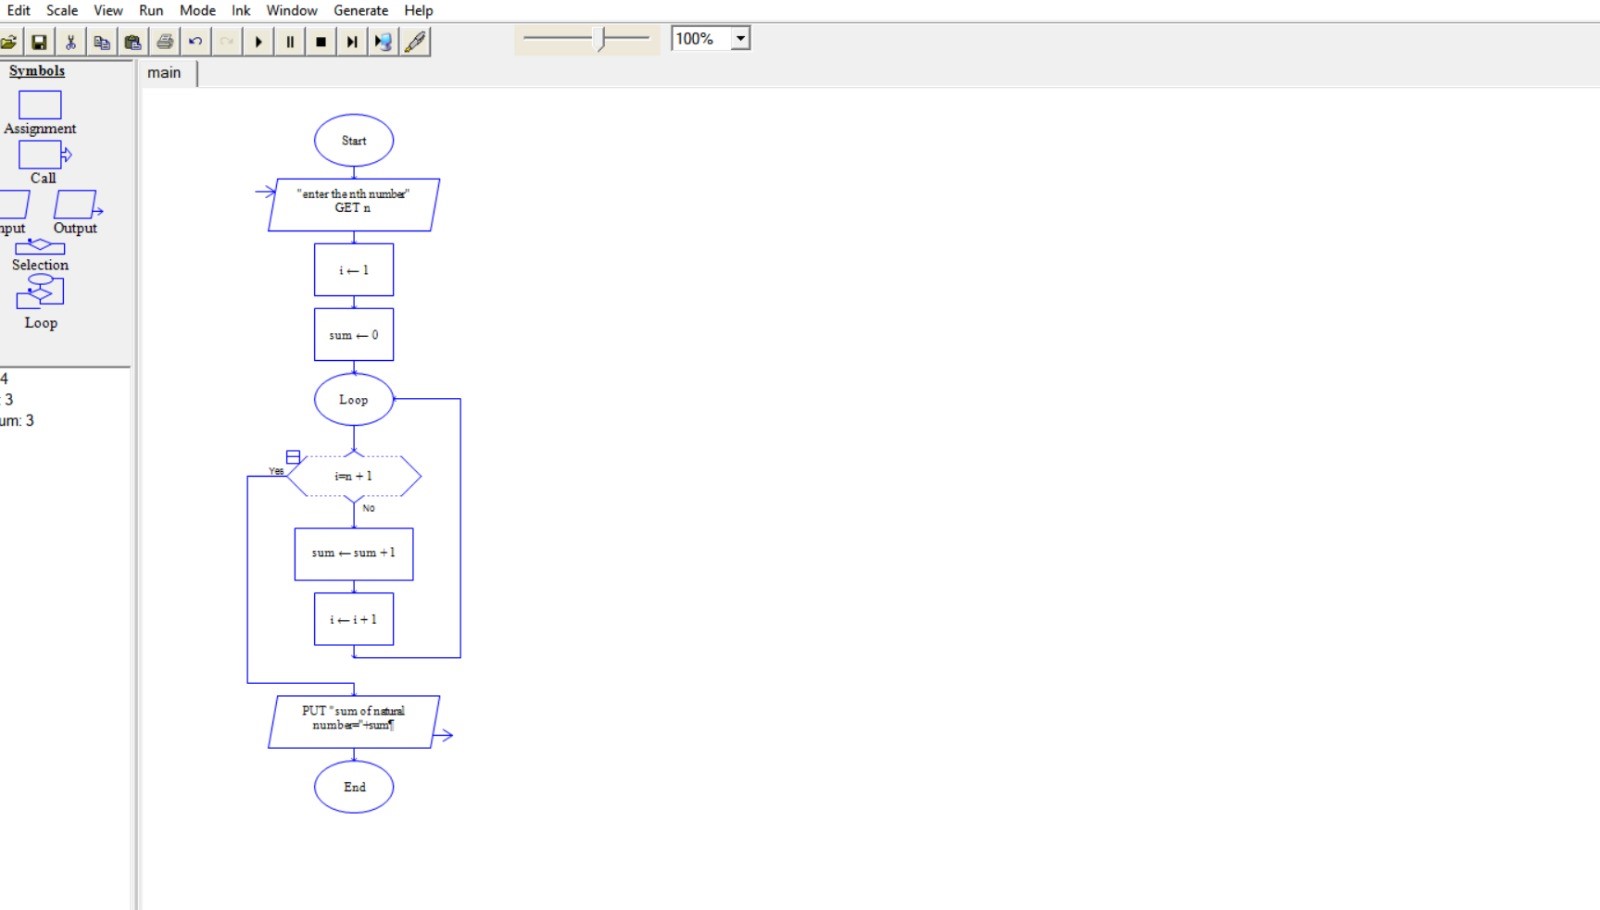 Edit Scale View Run Mode Ink Window Generate Help
100%
Symbols
main
Assignment
Call
nput Output
Selection
Loop
4
: 3
um: 3
Start
"enter the nth number"
GET n
i ← 1
sum ← 0
Loop
Yes
i=n + 1
No
sum ← sum + 1
i ← i + 1
PUT "sum of natural
number="+sum¶
End